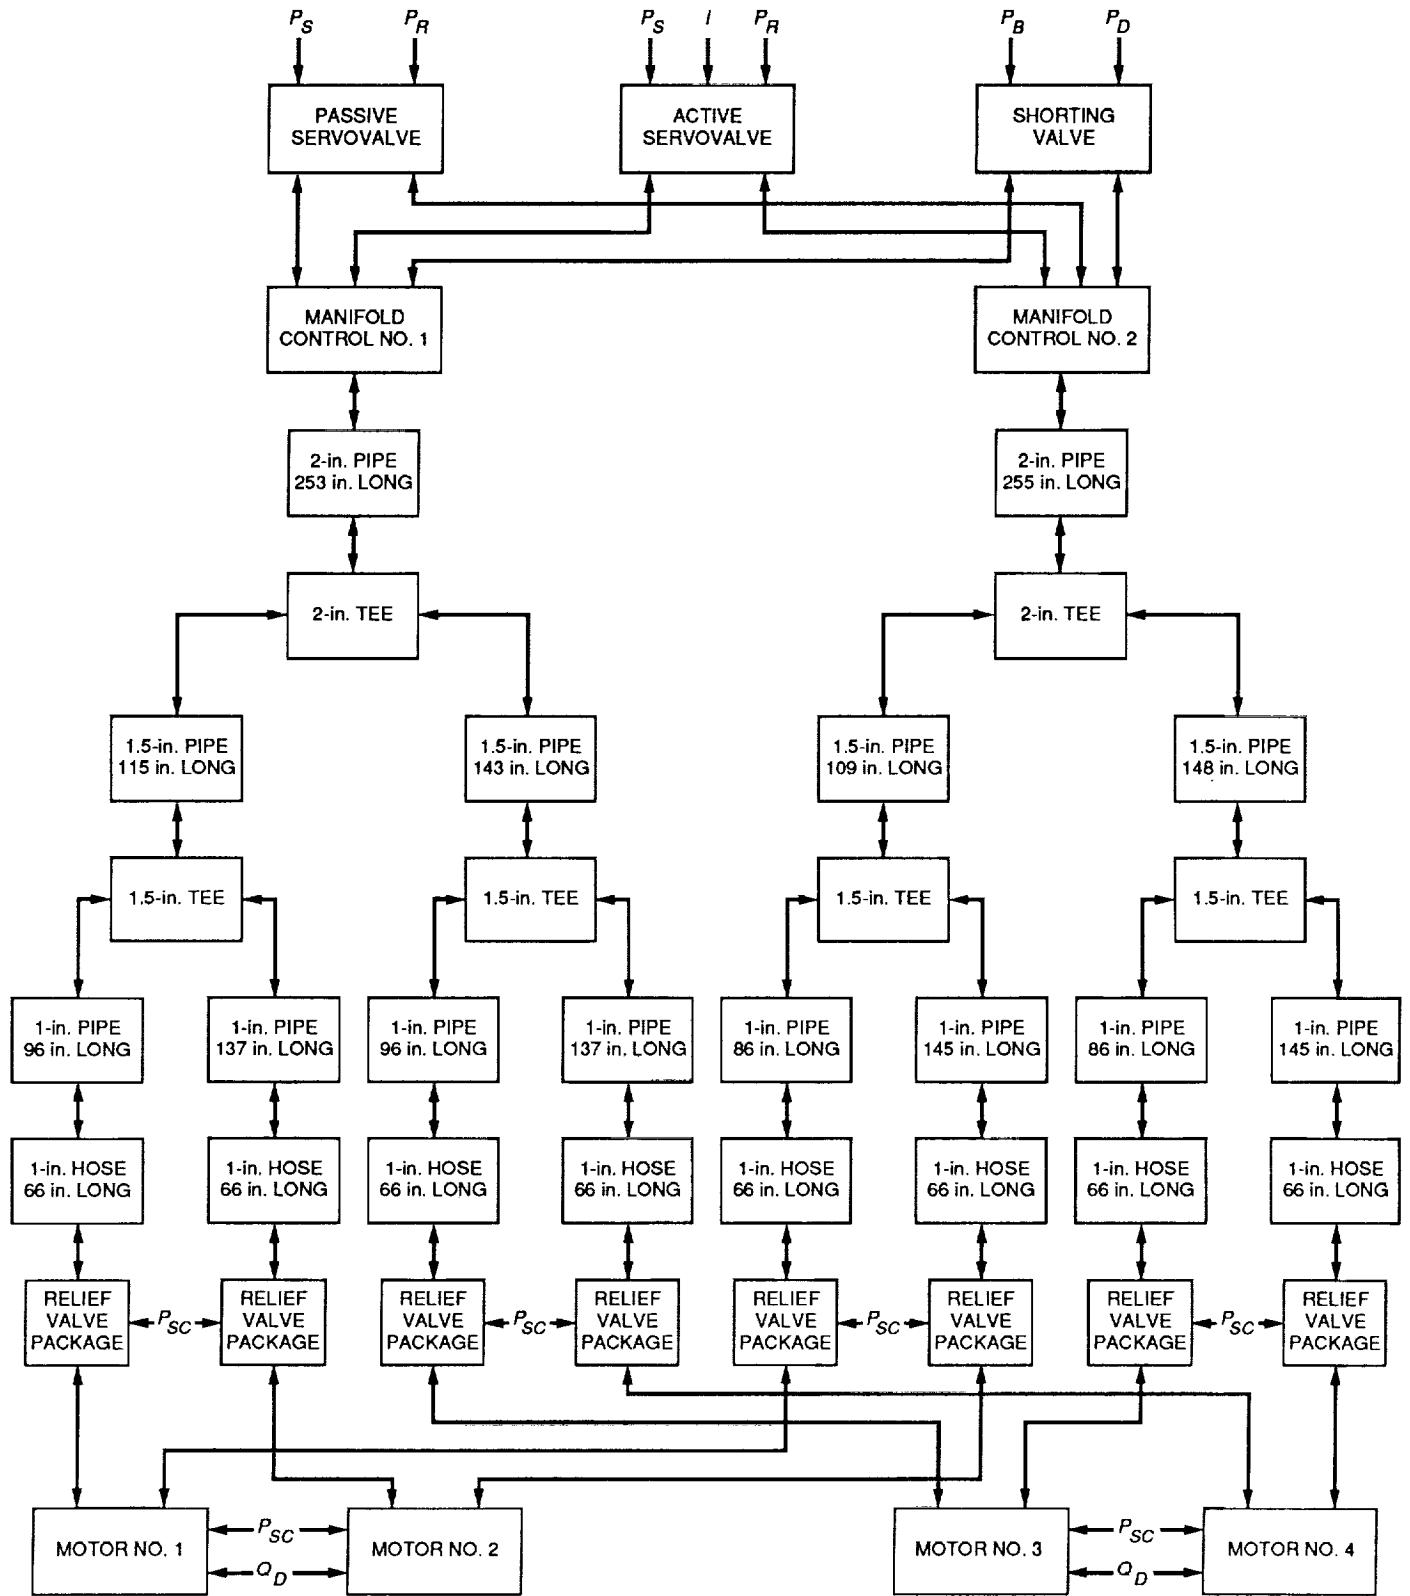 P_S P_R P_S I P_R P_B P_D
PASSIVE
SERVOVALVE
ACTIVE
SERVOVALVE
SHORTING
VALVE
MANIFOLD
CONTROL NO. 1
MANIFOLD
CONTROL NO. 2
2-in. PIPE
253 in. LONG
2-in. PIPE
255 in. LONG
2-in. TEE
2-in. TEE
1.5-in. PIPE
115 in. LONG
1.5-in. PIPE
143 in. LONG
1.5-in. PIPE
109 in. LONG
1.5-in. PIPE
148 in. LONG
1.5-in. TEE
1.5-in. TEE
1.5-in. TEE
1.5-in. TEE
1-in. PIPE
96 in. LONG
1-in. PIPE
137 in. LONG
1-in. PIPE
96 in. LONG
1-in. PIPE
137 in. LONG
1-in. PIPE
86 in. LONG
1-in. PIPE
145 in. LONG
1-in. PIPE
86 in. LONG
1-in. PIPE
145 in. LONG
1-in. HOSE
66 in. LONG
1-in. HOSE
66 in. LONG
1-in. HOSE
66 in. LONG
1-in. HOSE
66 in. LONG
1-in. HOSE
66 in. LONG
1-in. HOSE
66 in. LONG
1-in. HOSE
66 in. LONG
1-in. HOSE
66 in. LONG
RELIEF
VALVE
PACKAGE
P_SC
RELIEF
VALVE
PACKAGE
RELIEF
VALVE
PACKAGE
P_SC
RELIEF
VALVE
PACKAGE
RELIEF
VALVE
PACKAGE
P_SC
RELIEF
VALVE
PACKAGE
RELIEF
VALVE
PACKAGE
P_SC
RELIEF
VALVE
PACKAGE
MOTOR NO. 1
P_SC
Q_D
MOTOR NO. 2
MOTOR NO. 3
P_SC
Q_D
MOTOR NO. 4